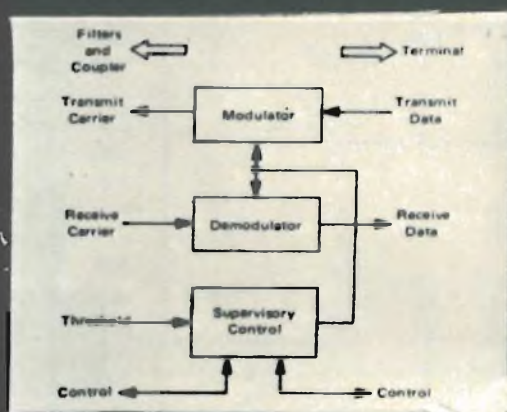 Filters
and
Coupler
Terminal
Transmit
Carrier
Modulator
Transmit
Data
Receive
Carrier
Demodulator
Receive
Data
Threshold
Supervisory
Control
Control
Control